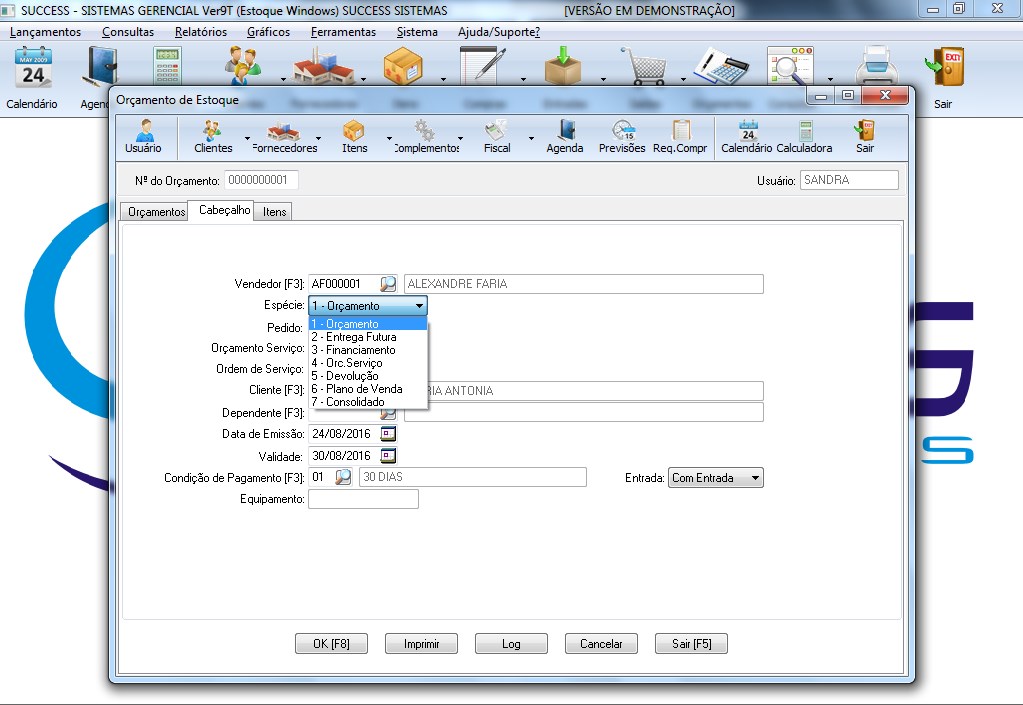 SUCCESS - SISTEMAS GERENCIAL Ver9T (Estoque Windows) SUCCESS SISTEMAS [VERSÃO EM DEMONSTRAÇÃO]
Lançamentos Consultas Relatórios Gráficos Ferramentas Sistema Ajuda/Suporte?
MAY 2009
24
EXIT
Calendário Agend Sair
Orçamento de Estoque
Usuário Clientes Fornecedores Itens Complementos Fiscal Agenda Previsões Req.Compr Calendário Calculadora Sair
Nº do Orçamento: 0000000001 Usuário: SANDRA
Orçamentos Cabeçalho Itens
Vendedor [F3]: AF000001 ALEXANDRE FARIA
Espécie: 1 - Orçamento
1 - Orçamento
Pedido:
2 - Entrega Futura
Orçamento Serviço:
3 - Financiamento
4 - Orc.Serviço
Ordem de Serviço:
5 - Devolução
Cliente [F3]: 6 - Plano de Venda RIA ANTONIA
7 - Consolidado
Dependente [F3]:
Data de Emissão: 24/08/2016
Validade: 30/08/2016
Condição de Pagamento [F3]: 01 30 DIAS Entrada: Com Entrada
Equipamento:
OK [F8] Imprimir Log Cancelar Sair [F5]